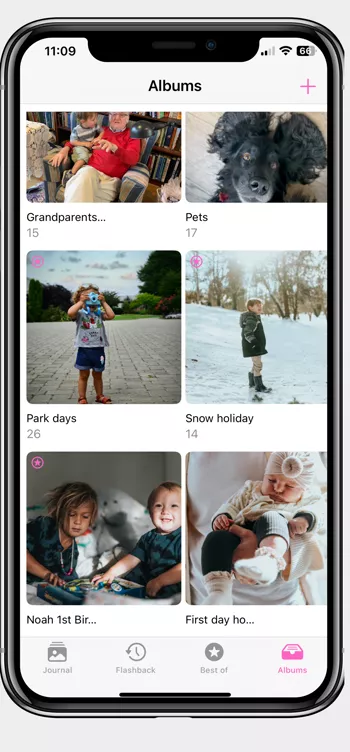 11:09
66
Albums
Grandparents...
15
Pets
17
Park days
26
Snow holiday
14
Noah 1st Bir...
First day ho...
Journal
Flashback
Best of
Albums